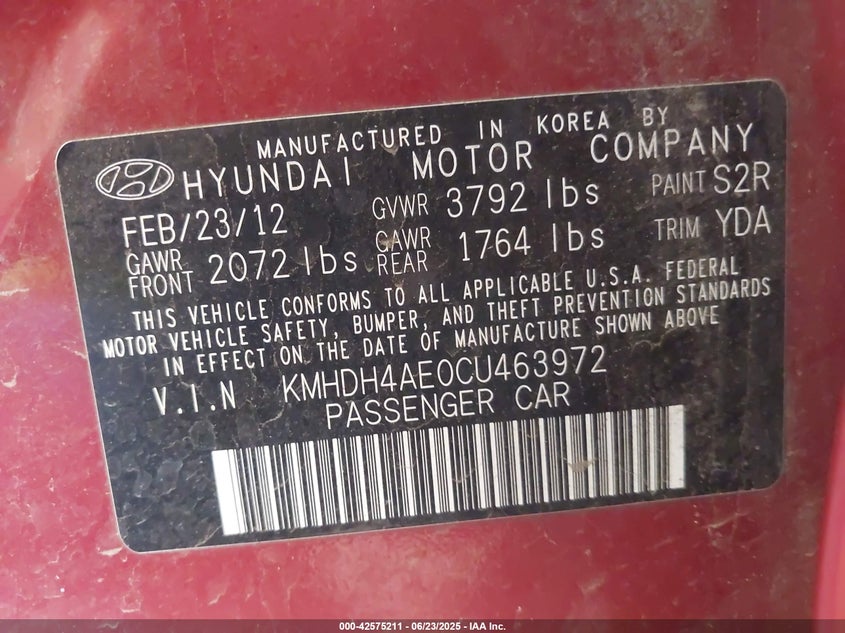 MANUFACTURED IN KOREA BY
HYUNDAI MOTOR COMPANY
FEB/23/12 GVWR 3792 lbs PAINT S2R
GAWR FRONT 2072 lbs GAWR REAR 1764 lbs TRIM YDA
THIS VEHICLE CONFORMS TO ALL APPLICABLE U.S.A. FEDERAL
MOTOR VEHICLE SAFETY, BUMPER, AND THEFT PREVENTION STANDARDS
IN EFFECT ON THE DATE OF MANUFACTURE SHOWN ABOVE
V.I.N KMHDH4AE0CU463972
PASSENGER CAR
000-42575211 - 06/23/2025 - IAA Inc.